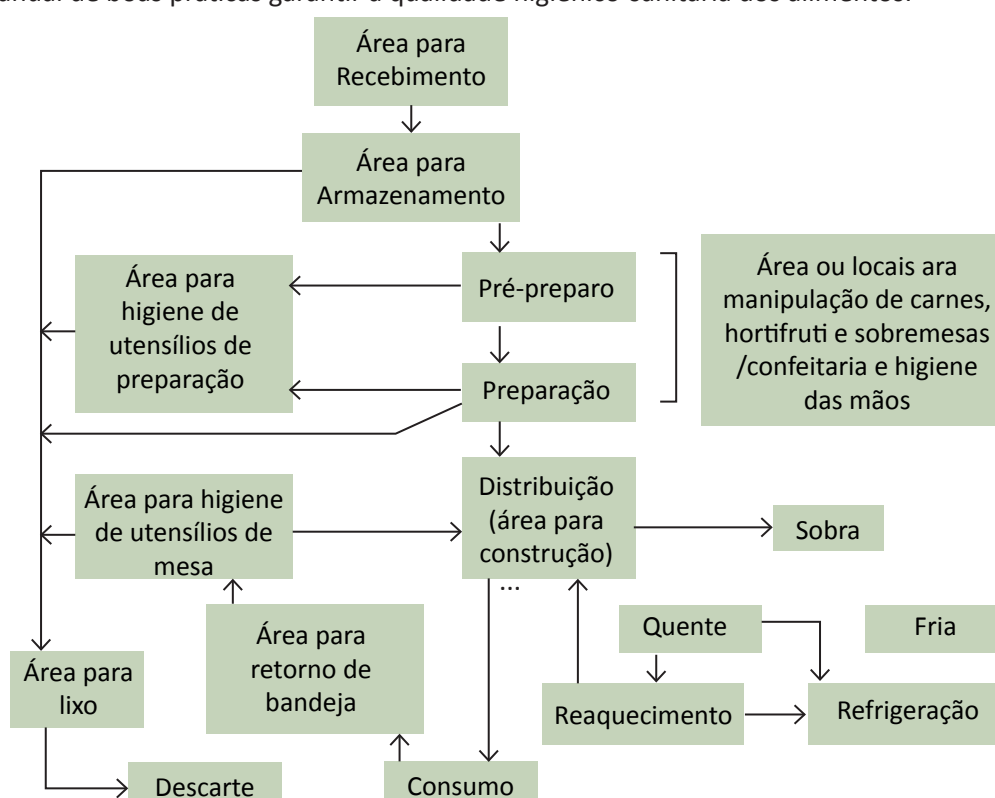 anual de boas práticas garantir a qualidade higiênico-sanitária dos alimentos.
Área para
Recebimento
Área para
Armazenamento
Área para
higiene de
utensílios de
preparação
Pré-preparo
Preparação
Área ou locais ara
manipulação de carnes,
hortifruti e sobremesas
/confeitaria e higiene
das mãos
Área para higiene
de utensílios de
mesa
Distribuição
(área para
construção)
...
Sobra
Área para
retorno de
bandeja
Quente
Fria
Área para
lixo
Reaquecimento
Refrigeração
Descarte
Consumo